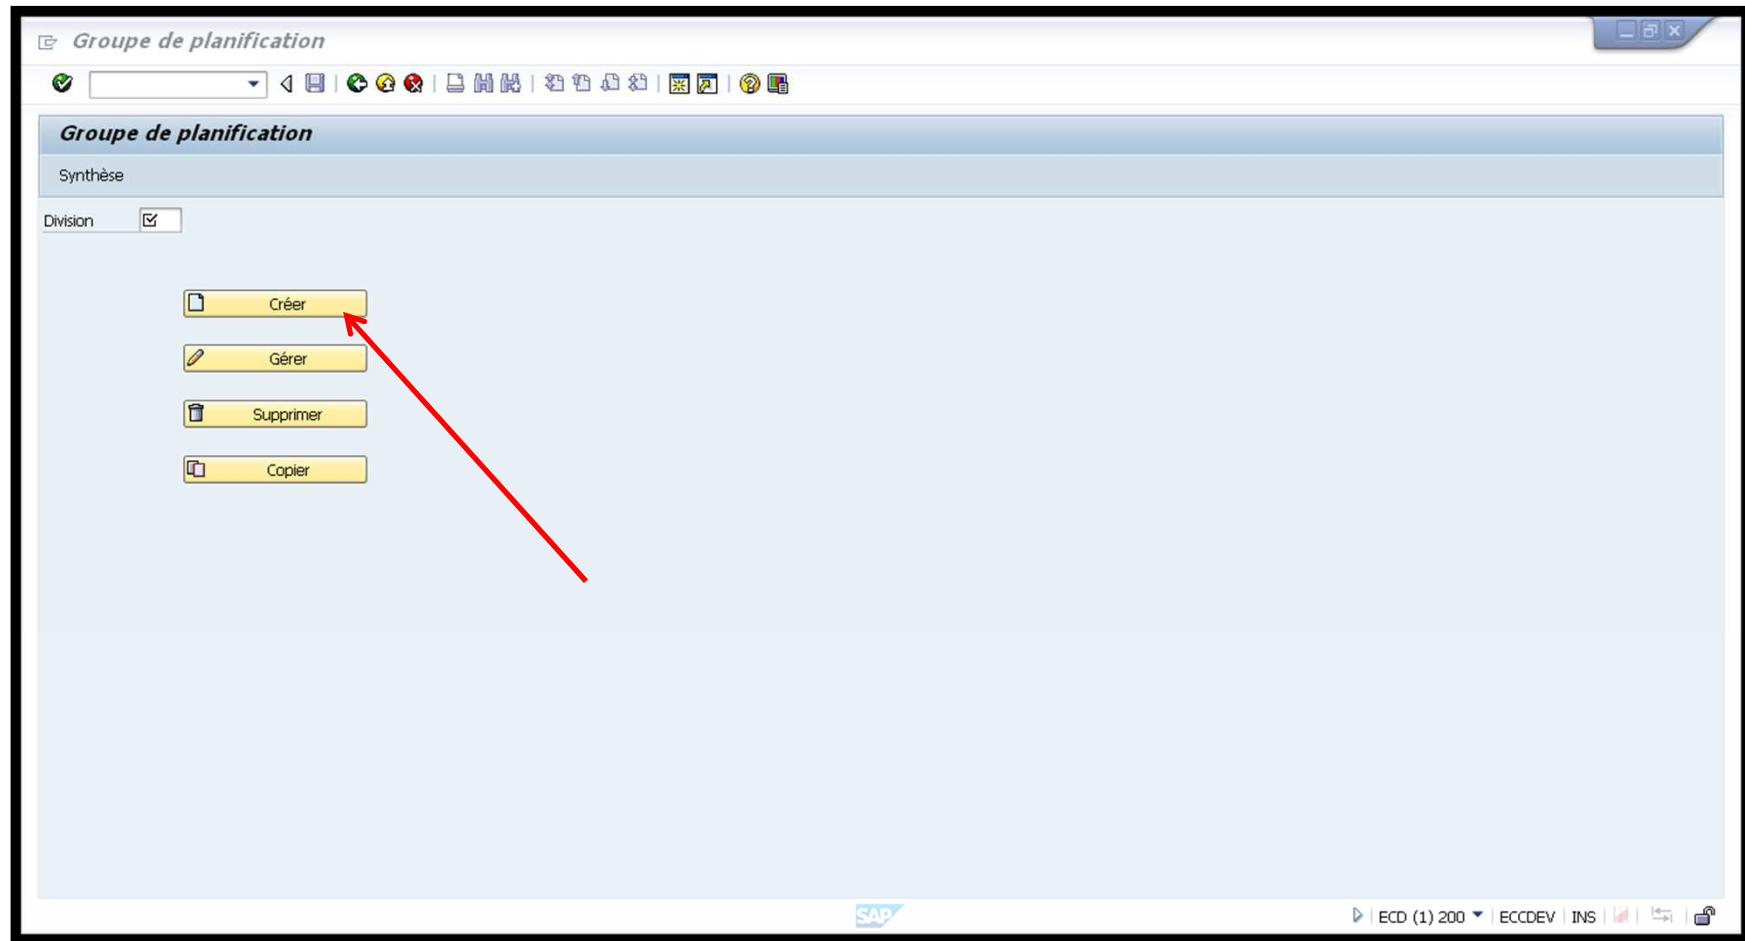 Groupe de planification
Groupe de planification
Synthèse
Division
Créer
Gérer
Supprimer
Copier
SAP
ECD (1) 200 ECCDEV INS